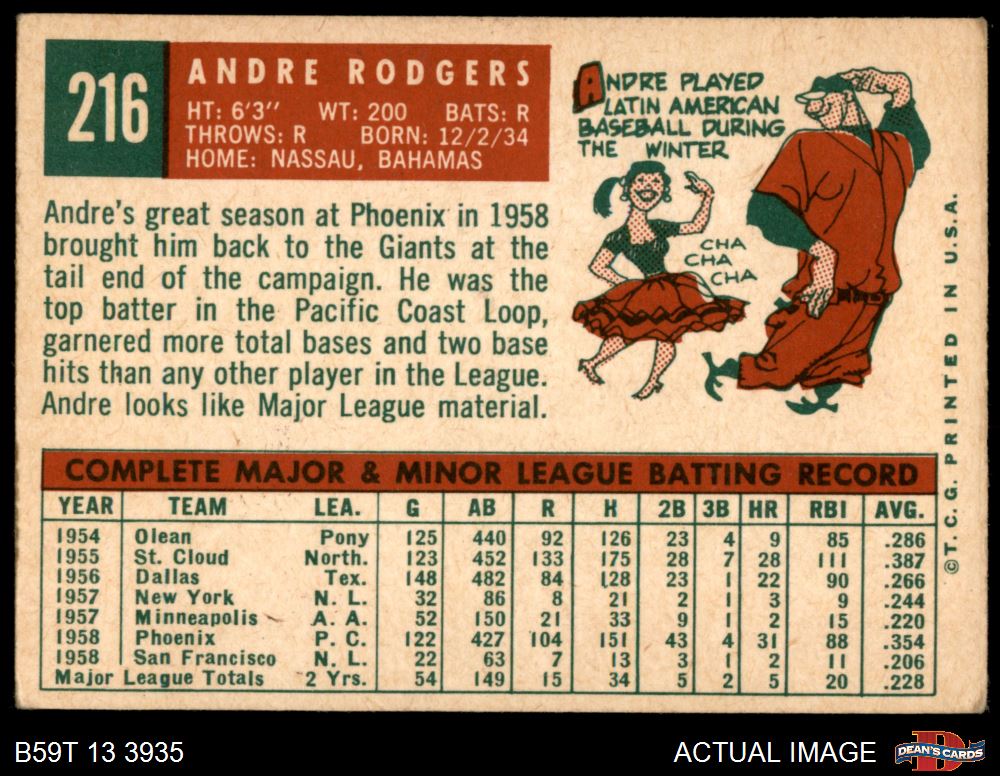 216
ANDRE RODGERS
HT: 6'3" WT: 200 BATS: R
THROWS: R BORN: 12/2/34
HOME: NASSAU, BAHAMAS
Andre's great season at Phoenix in 1958
brought him back to the Giants at the
tail end of the campaign. He was the
top batter in the Pacific Coast Loop,
garnered more total bases and two base
hits than any other player in the League.
Andre looks like Major League material.
ANDRE PLAYED
LATIN AMERICAN
BASEBALL DURING
THE WINTER
CHA
CHA
CHA
©T.C.G. PRINTED IN U.S.A.
COMPLETE MAJOR & MINOR LEAGUE BATTING RECORD
YEAR TEAM LEA. G AB R H 2B 3B HR RBI AVG.
1954 Olean Pony 125 440 92 126 23 4 9 85 .286
1955 St. Cloud North. 123 452 133 175 28 7 28 111 .387
1956 Dallas Tex. 148 482 84 128 23 1 22 90 .266
1957 New York N. L. 32 86 8 21 2 1 3 9 .244
1957 Minneapolis A. A. 52 150 21 33 9 1 2 15 .220
1958 Phoenix P. C. 122 427 104 151 43 4 31 88 .354
1958 San Francisco N. L. 22 63 7 13 3 1 2 11 .206
Major League Totals 2 Yrs. 54 149 15 34 5 2 5 20 .228
B59T 13 3935
ACTUAL IMAGE
DEAN'S CARDS